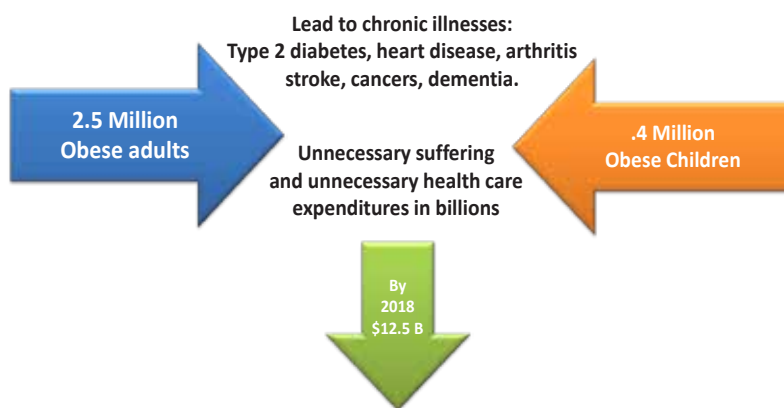 Lead to chronic illnesses:
Type 2 diabetes, heart disease, arthritis
stroke, cancers, dementia.
2.5 Million
Obese adults
.4 Million
Obese Children
Unnecessary suffering
and unnecessary health care
expenditures in billions
By
2018
$12.5 B